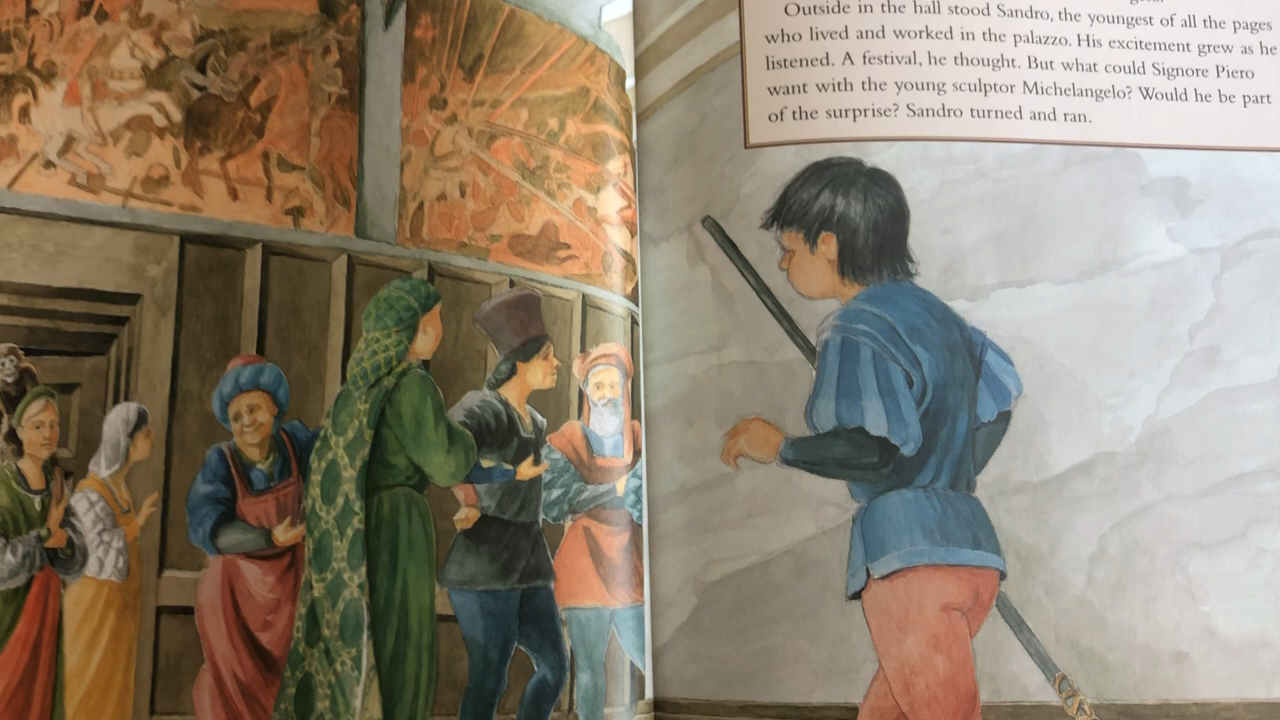 Outside in the hall stood Sandro, the youngest of all the pages
who lived and worked in the palazzo. His excitement grew as he
listened. A festival, he thought. But what could Signore Piero
want with the young sculptor Michelangelo? Would he be part
of the surprise? Sandro turned and ran.